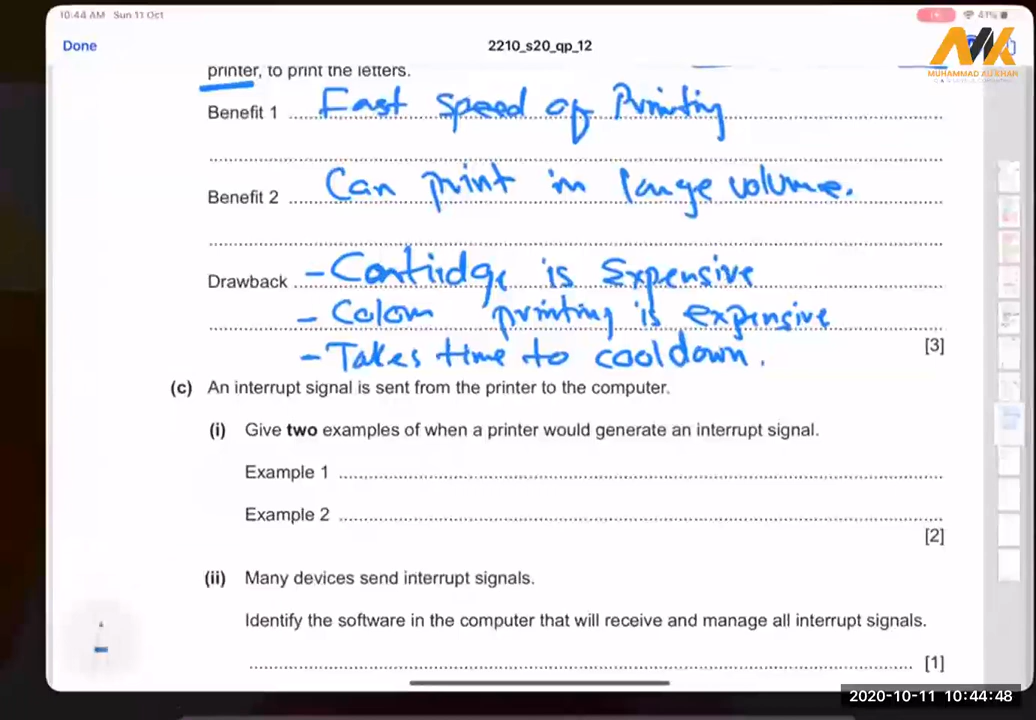 10:44 AM Sun 11 Oct
41%
Done
2210_s20_qp_12
MUHAMMAD ALI KHAN
printer, to print the letters.
Benefit 1 Fast speed of Printing
Benefit 2 Can print in large volume.
Drawback - Cartridge is Expensive
- Colour printing is expensive
- Takes time to cool down.
[3]
(c) An interrupt signal is sent from the printer to the computer.
(i) Give two examples of when a printer would generate an interrupt signal.
Example 1
Example 2
[2]
(ii) Many devices send interrupt signals.
Identify the software in the computer that will receive and manage all interrupt signals.
[1]
2020-10-11 10:44:48